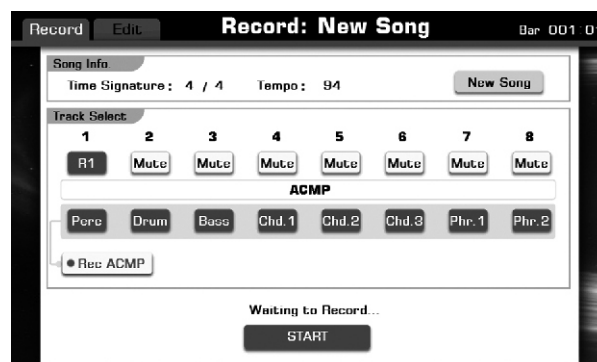 Record Edit Record: New Song Bar 001:01
Song Info.
Time Signature: 4 / 4 Tempo: 94 New Song
Track Select
1 2 3 4 5 6 7 8
R1 Mute Mute Mute Mute Mute Mute Mute
ACMP
Perc Drum Bass Chd.1 Chd.2 Chd.3 Phr.1 Phr.2
Rec ACMP
Waiting to Record...
START